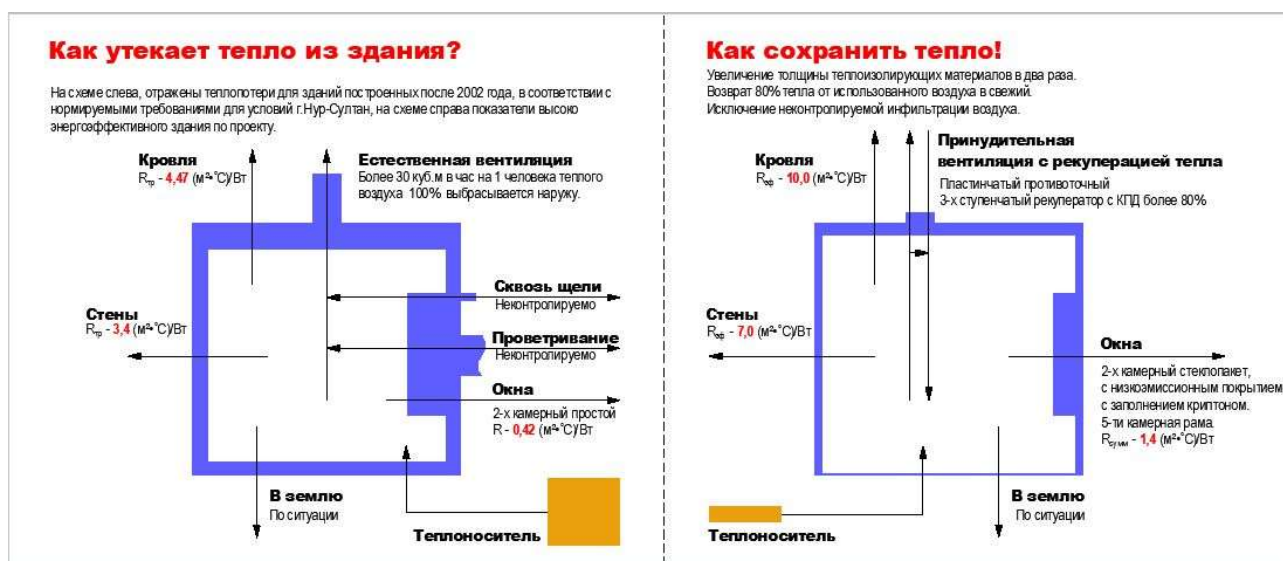 Как утекает тепло из здания?
На схеме слева, отражены теплопотери для зданий построенных после 2002 года, в соответствии с
нормируемыми требованиями для условий г.Нур-Султан, на схеме справа показатели высоко
энергоэффективного здания по проекту.
Кровля
Rтр - 4,47 (м²•˚С)/Вт
Естественная вентиляция
Более 30 куб.м в час на 1 человека теплого
воздуха 100% выбрасывается наружу.
Стены
Rтр - 3,4 (м²•˚С)/Вт
Сквозь щели
Неконтролируемо
Проветривание
Неконтролируемо
Окна
2-х камерный простой
R - 0,42 (м²•˚С)/Вт
В землю
По ситуации
Теплоноситель
Как сохранить тепло!
Увеличение толщины теплоизолирующих материалов в два раза.
Возврат 80% тепла от использованного воздуха в свежий.
Исключение неконтролируемой инфильтрации воздуха.
Кровля
Rэф - 10,0 (м²•˚С)/Вт
Принудительная
вентиляция с рекуперацией тепла
Пластинчатый противоточный
3-х ступенчатый рекуператор с КПД более 80%
Стены
Rэф - 7,0 (м²•˚С)/Вт
Окна
2-х камерный стеклопакет,
с низкоэмиссионным покрытием
с заполнением криптоном.
5-ти камерная рама.
Rсумм - 1,4 (м²•˚С)/Вт
В землю
По ситуации
Теплоноситель